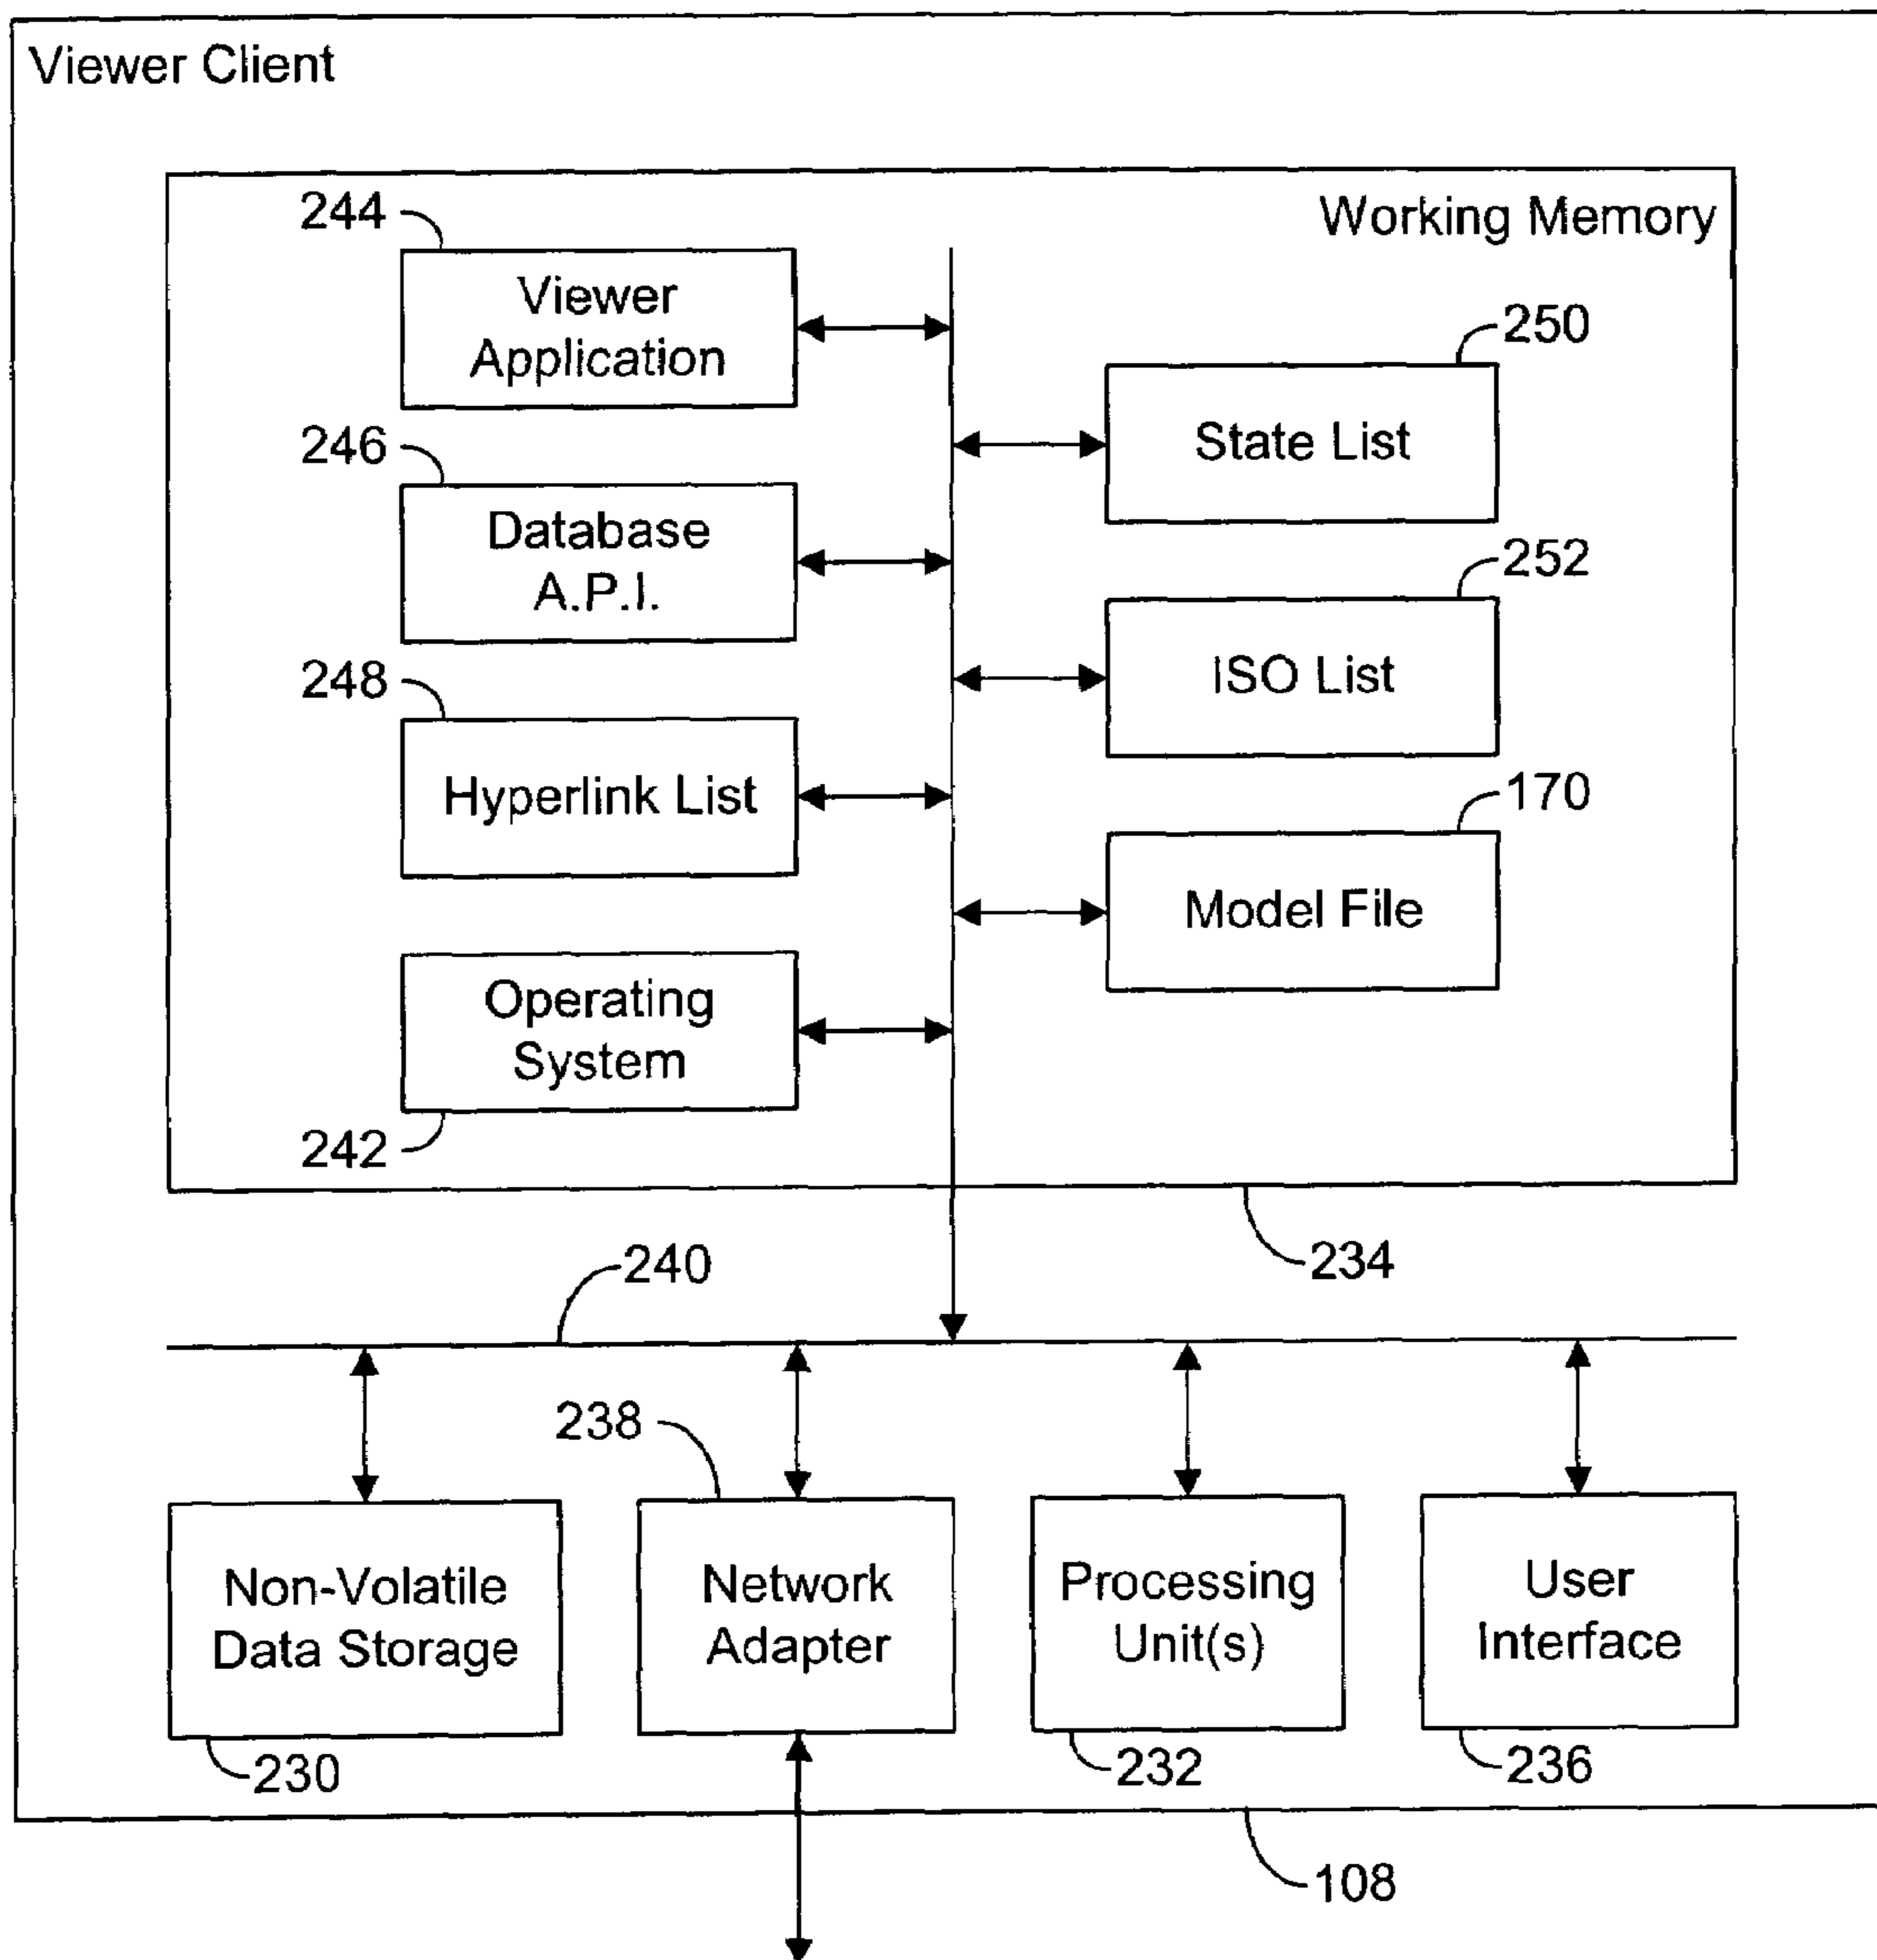 Viewer Client
Working Memory
244
Viewer
Application
250
State List
246
Database
A.P.I.
252
ISO List
248
Hyperlink List
170
Model File
Operating
System
242
234
240
238
Non-Volatile
Data Storage
Network
Adapter
Processing
Unit(s)
User
Interface
230
232
236
108